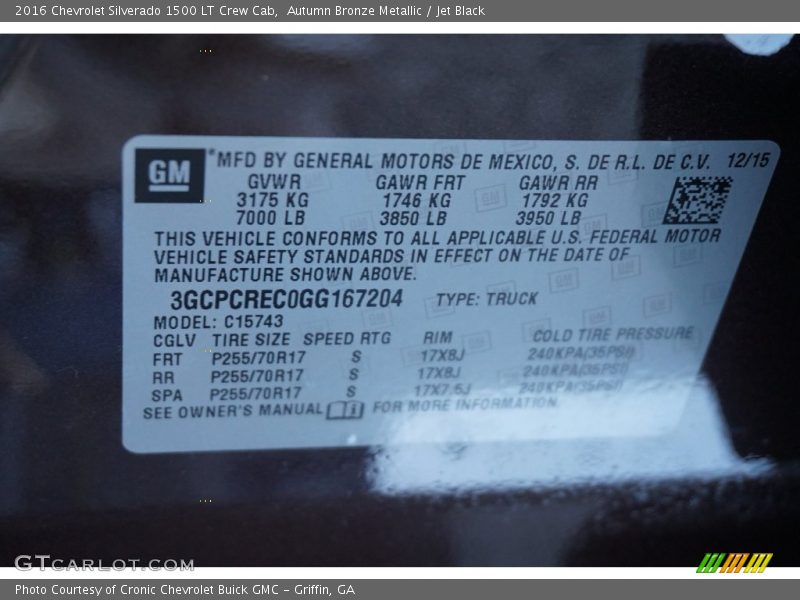 2016 Chevrolet Silverado 1500 LT Crew Cab,  Autumn Bronze Metallic / Jet Black
GM *MFD BY GENERAL MOTORS DE MEXICO, S. DE R.L. DE C.V. 12/15
GVWR GAWR FRT GAWR RR
3175 KG 1746 KG 1792 KG
7000 LB 3850 LB 3950 LB
THIS VEHICLE CONFORMS TO ALL APPLICABLE U.S. FEDERAL MOTOR
VEHICLE SAFETY STANDARDS IN EFFECT ON THE DATE OF
MANUFACTURE SHOWN ABOVE.
3GCPCREC0GG167204 TYPE: TRUCK
MODEL: C15743
CGLV TIRE SIZE SPEED RTG RIM COLD TIRE PRESSURE
FRT P255/70R17 S 17X8J 240KPA(35PSI)
RR P255/70R17 S 17X8J 240KPA(35PSI)
SPA P255/70R17 S 17X7.5J 240KPA(35PSI)
SEE OWNER'S MANUAL FOR MORE INFORMATION.
GTCARLOT.COM
Photo Courtesy of Cronic Chevrolet Buick GMC – Griffin, GA